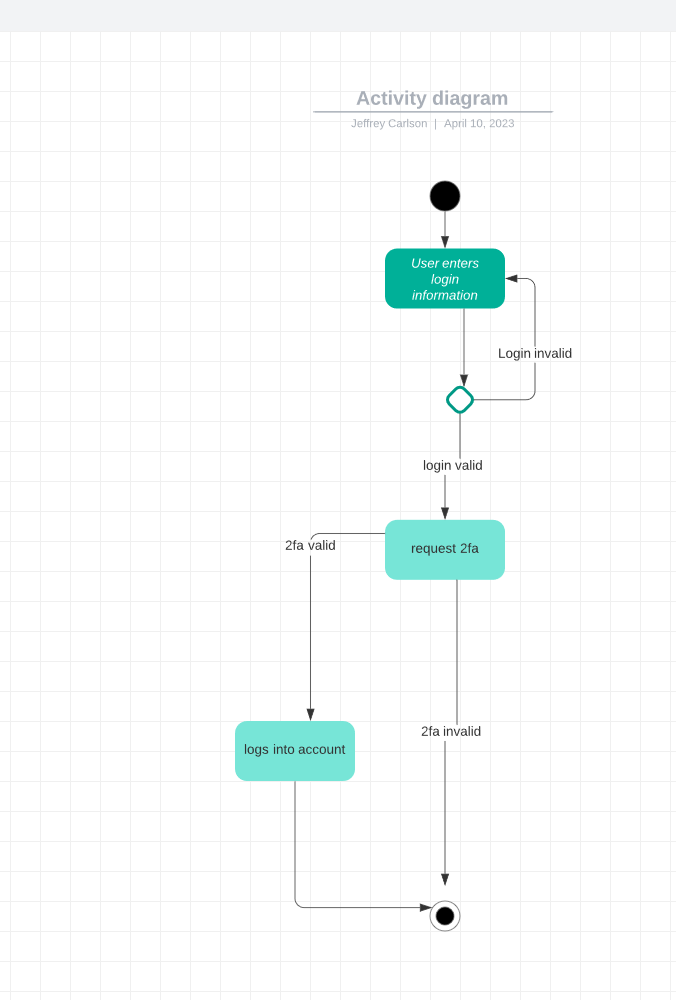 Activity diagram
Jeffrey Carlson | April 10, 2023
User enters
login
information
Login invalid
login valid
2fa valid
request 2fa
2fa invalid
logs into account